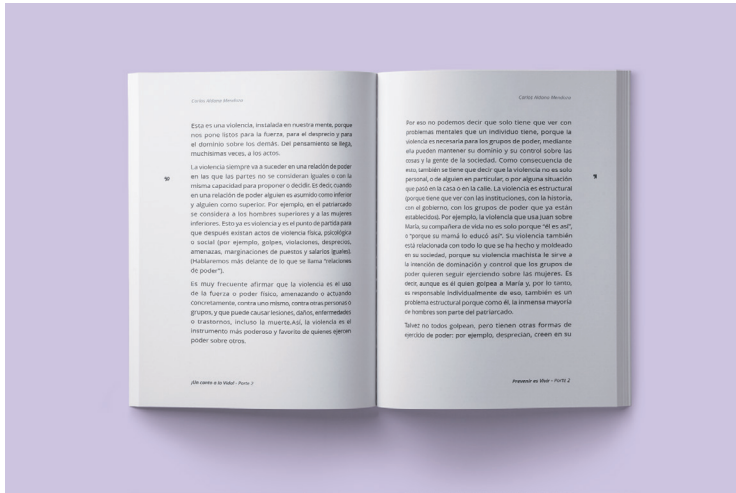 Carlos Aldana Mendoza
Esta es una violencia, instalada en nuestra mente, porque
nos pone listos para la fuerza, para el desprecio y para
el dominio sobre los demás. Del pensamiento se llega,
muchísimas veces, a los actos.
La violencia siempre va a suceder en una relación de poder
en las que las partes no se consideran iguales o con la
misma capacidad para proponer o decidir. Es decir, cuando
en una relación de poder alguien es asumido como inferior
y alguien como superior. Por ejemplo, en el patriarcado
se considera a los hombres superiores y a las mujeres
inferiores. Esto ya es violencia y es el punto de partida para
que después existan actos de violencia física, psicológica
o social (por ejemplo, golpes, violaciones, desprecios,
amenazas, marginaciones de puestos y salarios iguales).
(Hablaremos más delante de lo que se llama "relaciones
de poder").
Es muy frecuente afirmar que la violencia es el uso
de la fuerza o poder físico, amenazando o actuando
concretamente, contra uno mismo, contra otras personas o
grupos, y que puede causar lesiones, daños, enfermedades
o trastornos, incluso la muerte.Así, la violencia es el
instrumento más poderoso y favorito de quienes ejercen
poder sobre otros.
¡Un canto a la Vida! - Parte 2
Carlos Aldana Mendoza
Por eso no podemos decir que solo tiene que ver con
problemas mentales que un individuo tiene, porque la
violencia es necesaria para los grupos de poder, mediante
ella pueden mantener su dominio y su control sobre las
cosas y la gente de la sociedad. Como consecuencia de
esto, también se tiene que decir que la violencia no es solo
personal, o de alguien en particular, o por alguna situación
que pasó en la casa o en la calle. La violencia es estructural
(porque tiene que ver con las instituciones, con la historia,
con el gobierno, con los grupos de poder que ya están
establecidos). Por ejemplo, la violencia que usa Juan sobre
María, su compañera de vida no es solo porque "él es así",
o "porque su mamá lo educó así". Su violencia también
está relacionada con todo lo que se ha hecho y moldeado
en su sociedad, porque su violencia machista le sirve a
la intención de dominación y control que los grupos de
poder quieren seguir ejerciendo sobre las mujeres. Es
decir, aunque es él quien golpea a María y, por lo tanto,
es responsable individualmente de eso, también es un
problema estructural porque como él, la inmensa mayoría
de hombres son parte del patriarcado.
Talvez no todos golpean, pero tienen otras formas de
ejercicio de poder: por ejemplo, desprecian, creen en su
Prevenir es Vivir - Parte 2